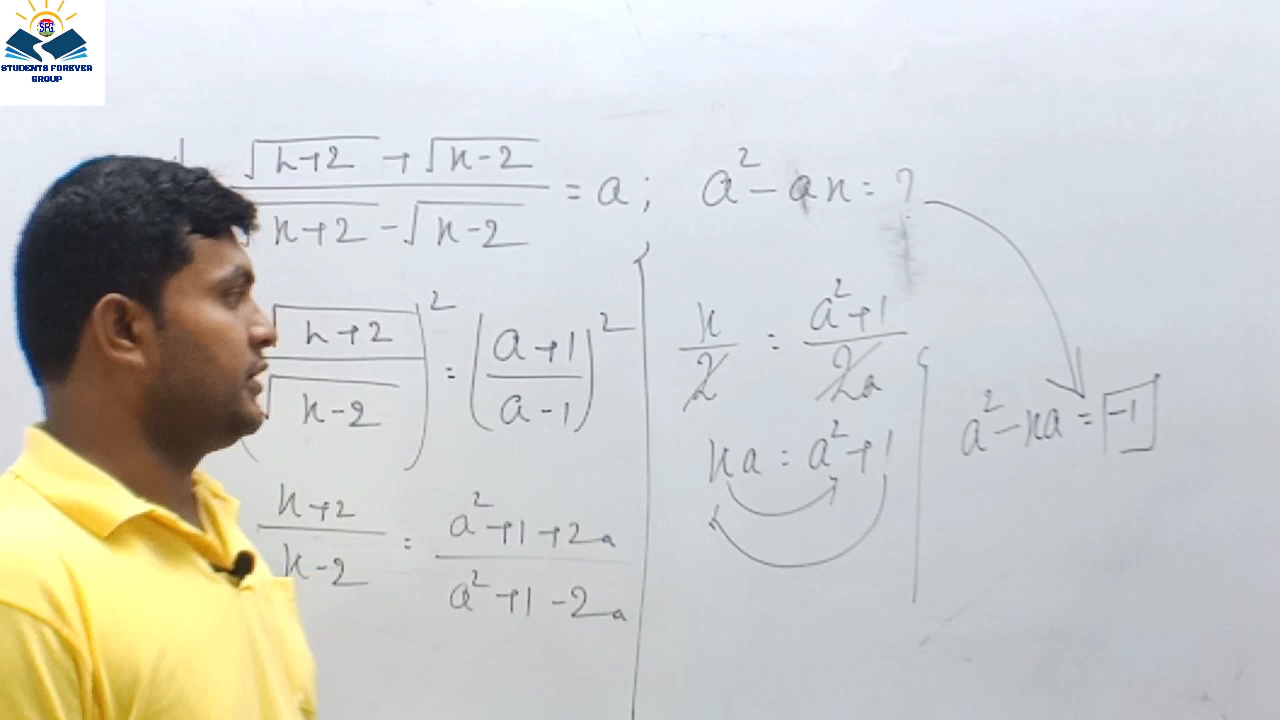 SFG
STUDENTS FOREVER
GROUP
√x+2 + √x-2 / √x+2 - √x-2 = a ; a² - ax = ?
(√x+2 / √x-2)² = (a+1 / a-1)²
x+2 / x-2 = a²+1+2a / a²+1-2a
x/2 = a²+1 / 2a
xa = a²+1
a² - xa = -1